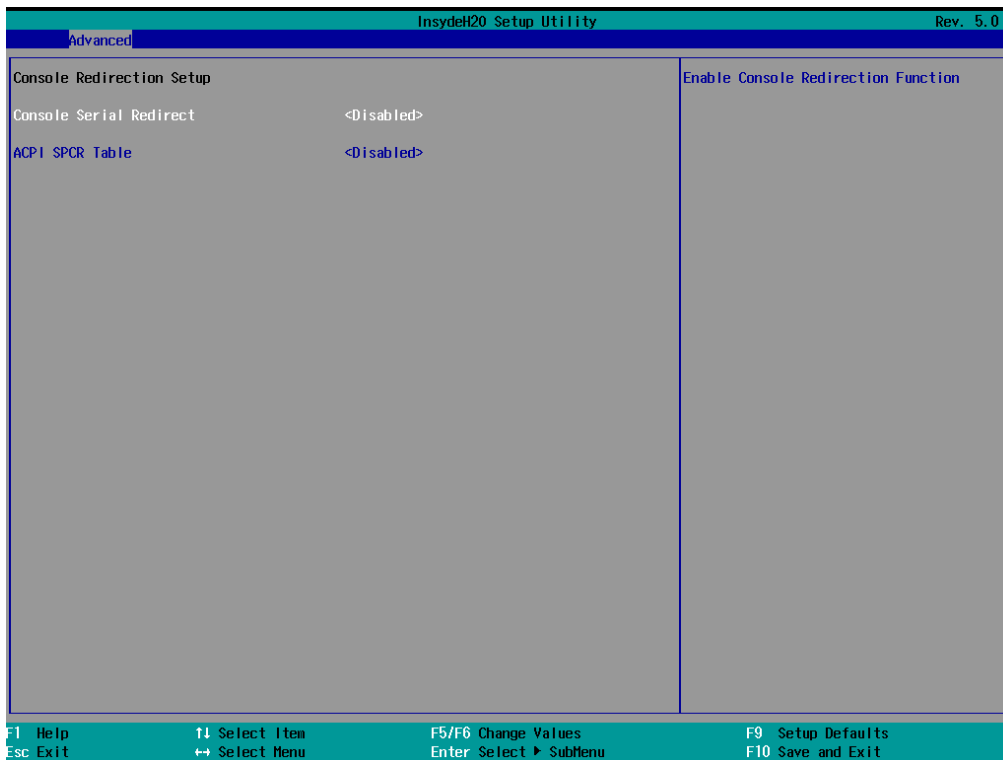 InsydeH20 Setup Utility Rev. 5.0
Advanced
Console Redirection Setup
Enable Console Redirection Function
Console Serial Redirect <Disabled>
ACPI SPCR Table <Disabled>
F1 Help ↑↓ Select Item F5/F6 Change Values F9 Setup Defaults
Esc Exit ↔ Select Menu Enter Select ▶ SubMenu F10 Save and Exit